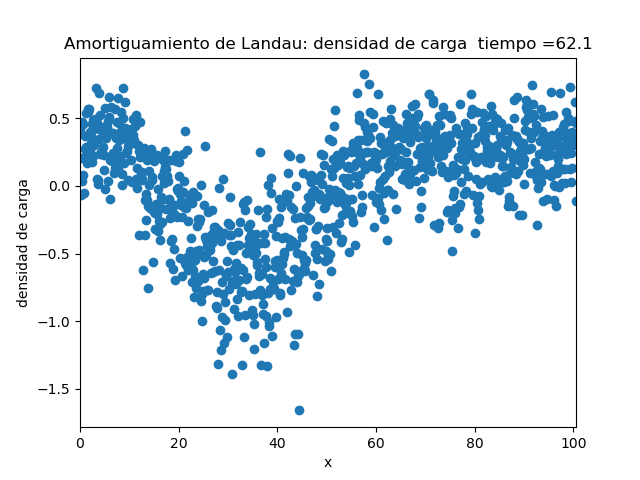 Amortiguamiento de Landau: densidad de carga  tiempo =62.1
0.5
0.0
−0.5
−1.0
−1.5
densidad de carga
0 20 40 60 80 100
x